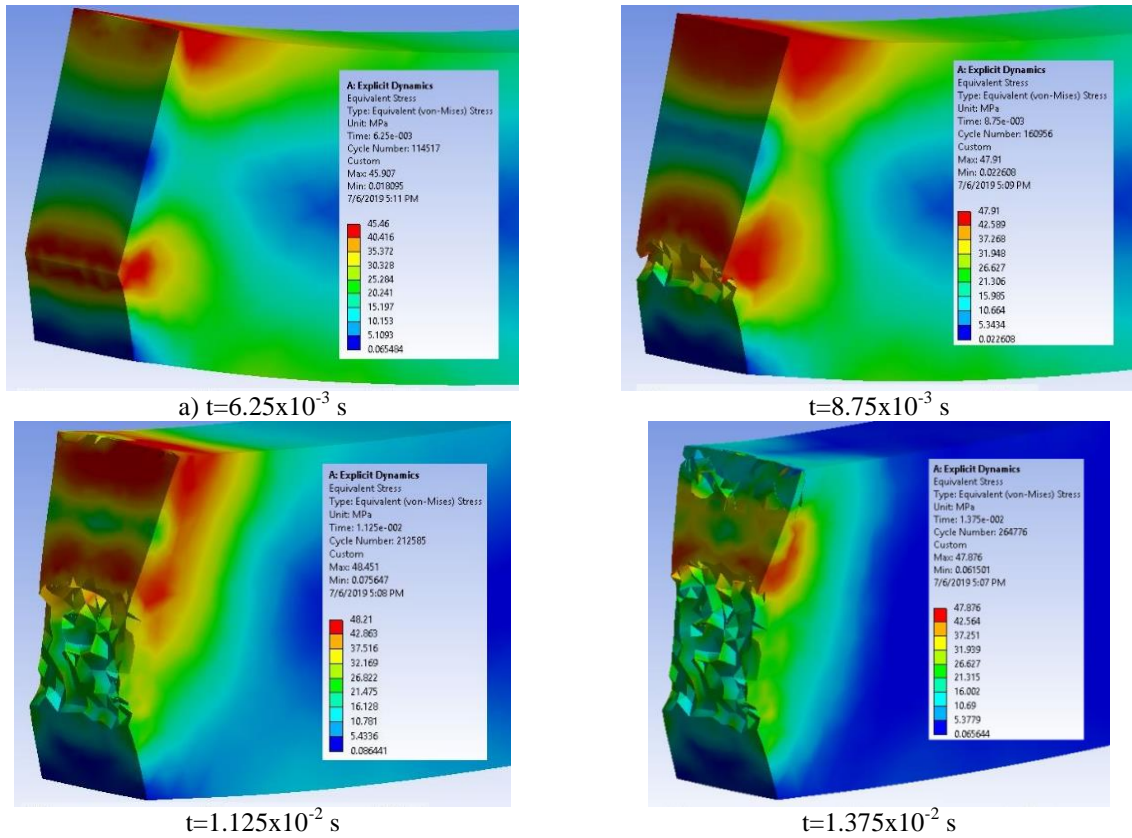 A: Explicit Dynamics
Equivalent Stress
Type: Equivalent (von-Mises) Stress
Unit: MPa
Time: 6.25e-003
Cycle Number: 114517
Custom
Max: 45.907
Min: 0.018095
7/6/2019 5:11 PM
45.46
40.416
35.372
30.328
25.284
20.241
15.197
10.153
5.1093
0.065484
a) t=6.25x10⁻³ s
A: Explicit Dynamics
Equivalent Stress
Type: Equivalent (von-Mises) Stress
Unit: MPa
Time: 8.75e-003
Cycle Number: 160956
Custom
Max: 47.91
Min: 0.022608
7/6/2019 5:09 PM
47.91
42.589
37.268
31.948
26.627
21.306
15.985
10.664
5.3434
0.022608
t=8.75x10⁻³ s
A: Explicit Dynamics
Equivalent Stress
Type: Equivalent (von-Mises) Stress
Unit: MPa
Time: 1.125e-002
Cycle Number: 212585
Custom
Max: 48.451
Min: 0.075647
7/6/2019 5:08 PM
48.21
42.863
37.516
32.169
26.822
21.475
16.128
10.781
5.4336
0.086441
t=1.125x10⁻² s
A: Explicit Dynamics
Equivalent Stress
Type: Equivalent (von-Mises) Stress
Unit: MPa
Time: 1.375e-002
Cycle Number: 264776
Custom
Max: 47.876
Min: 0.061501
7/6/2019 5:07 PM
47.876
42.564
37.251
31.939
26.627
21.315
16.002
10.69
5.3779
0.065644
t=1.375x10⁻² s